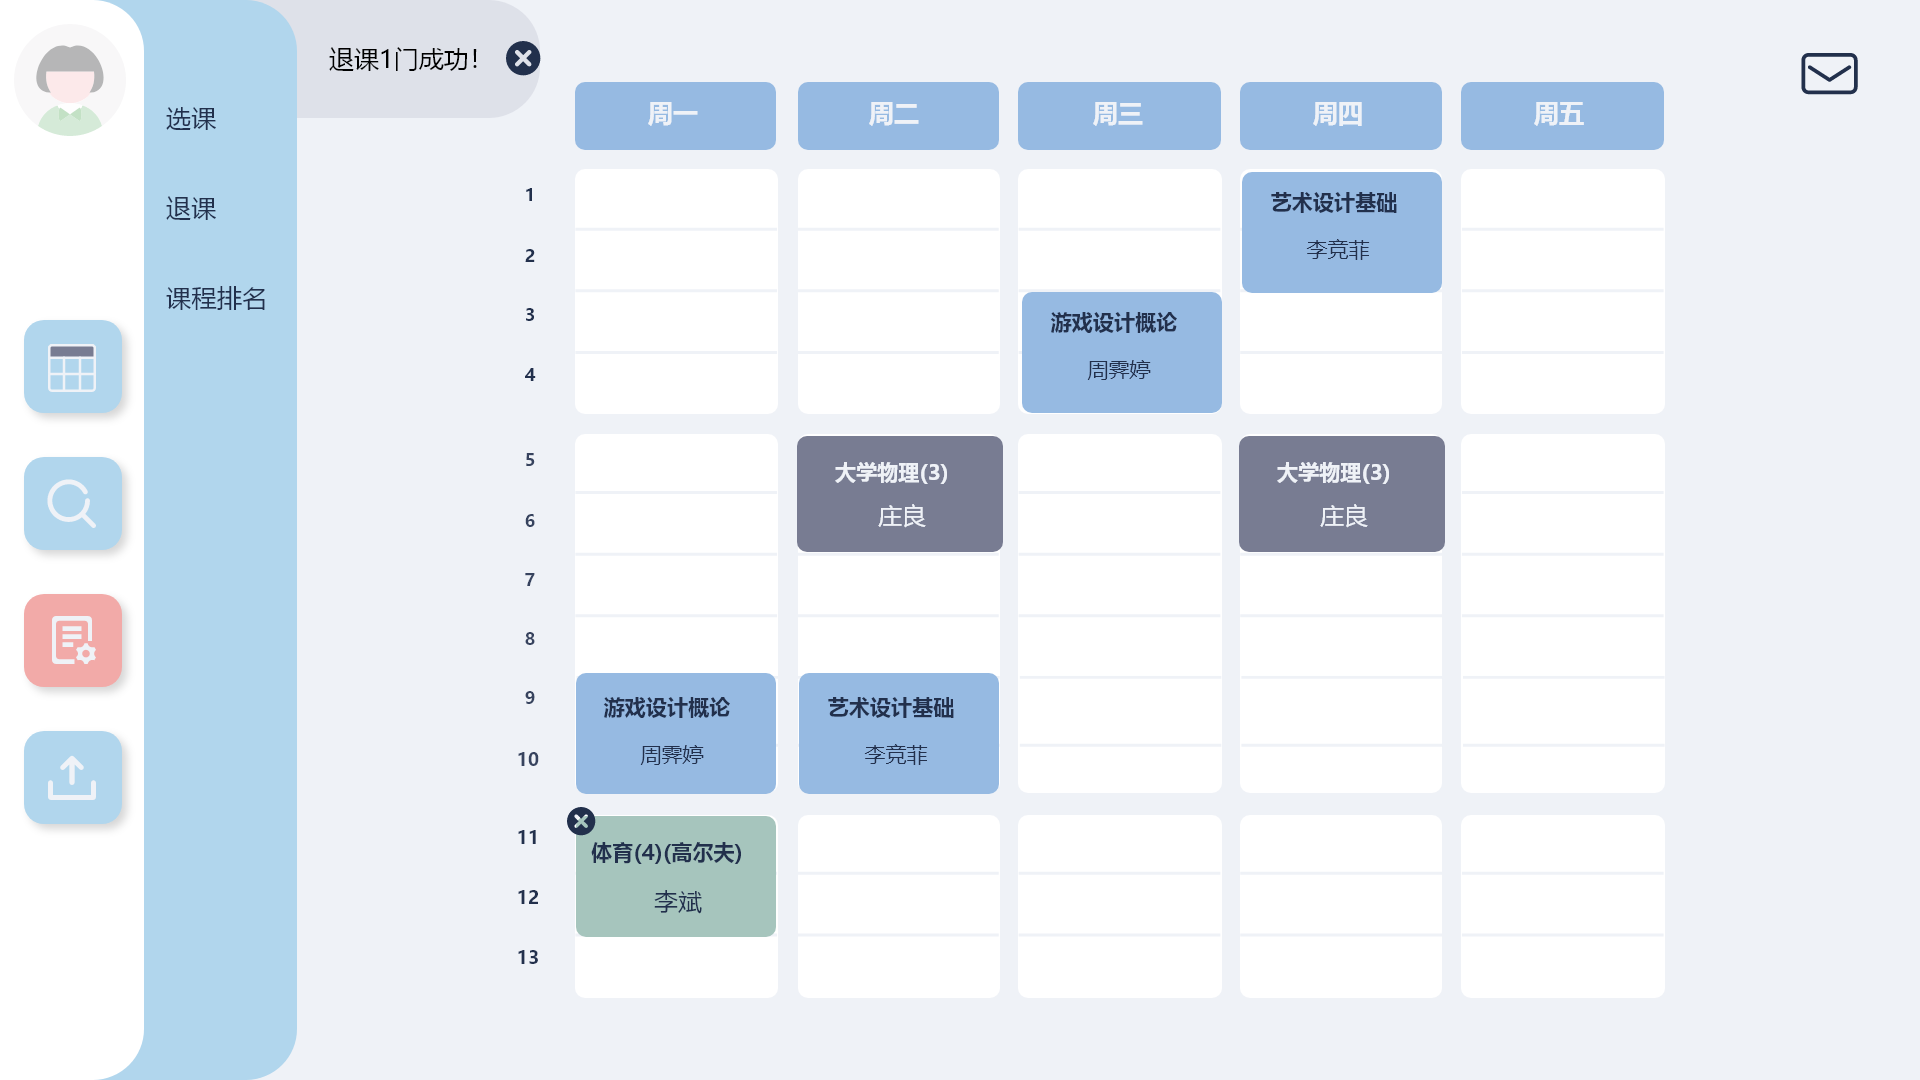 退课1门成功!
选课
退课
课程排名
周一 周二 周三 周四 周五
1
艺术设计基础
李竞菲
2
3
游戏设计概论
周霁婷
4
5
大学物理(3) 大学物理(3)
庄良 庄良
6
7
8
9
游戏设计概论 艺术设计基础
周霁婷 李竞菲
10
11
体育(4)(高尔夫)
12
李斌
13